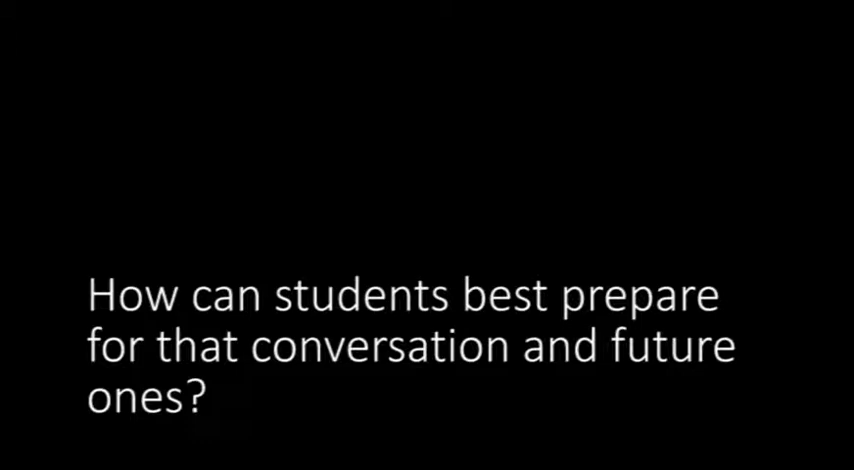 How can students best prepare
for that conversation and future
ones?